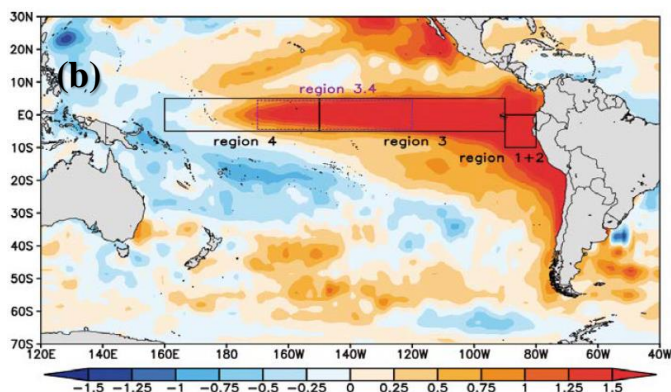 30N
20N
(b)
10N
region 3.4
EQ
region 4
region 3
10S
region 1+2
20S
30S
40S
50S
60S
70S
120E 140E 160E 180 160W 140W 120W 100W 80W 60W 40W
-1.5 -1.25 -1 -0.75 -0.5 -0.25 0 0.25 0.5 0.75 1 1.25 1.5